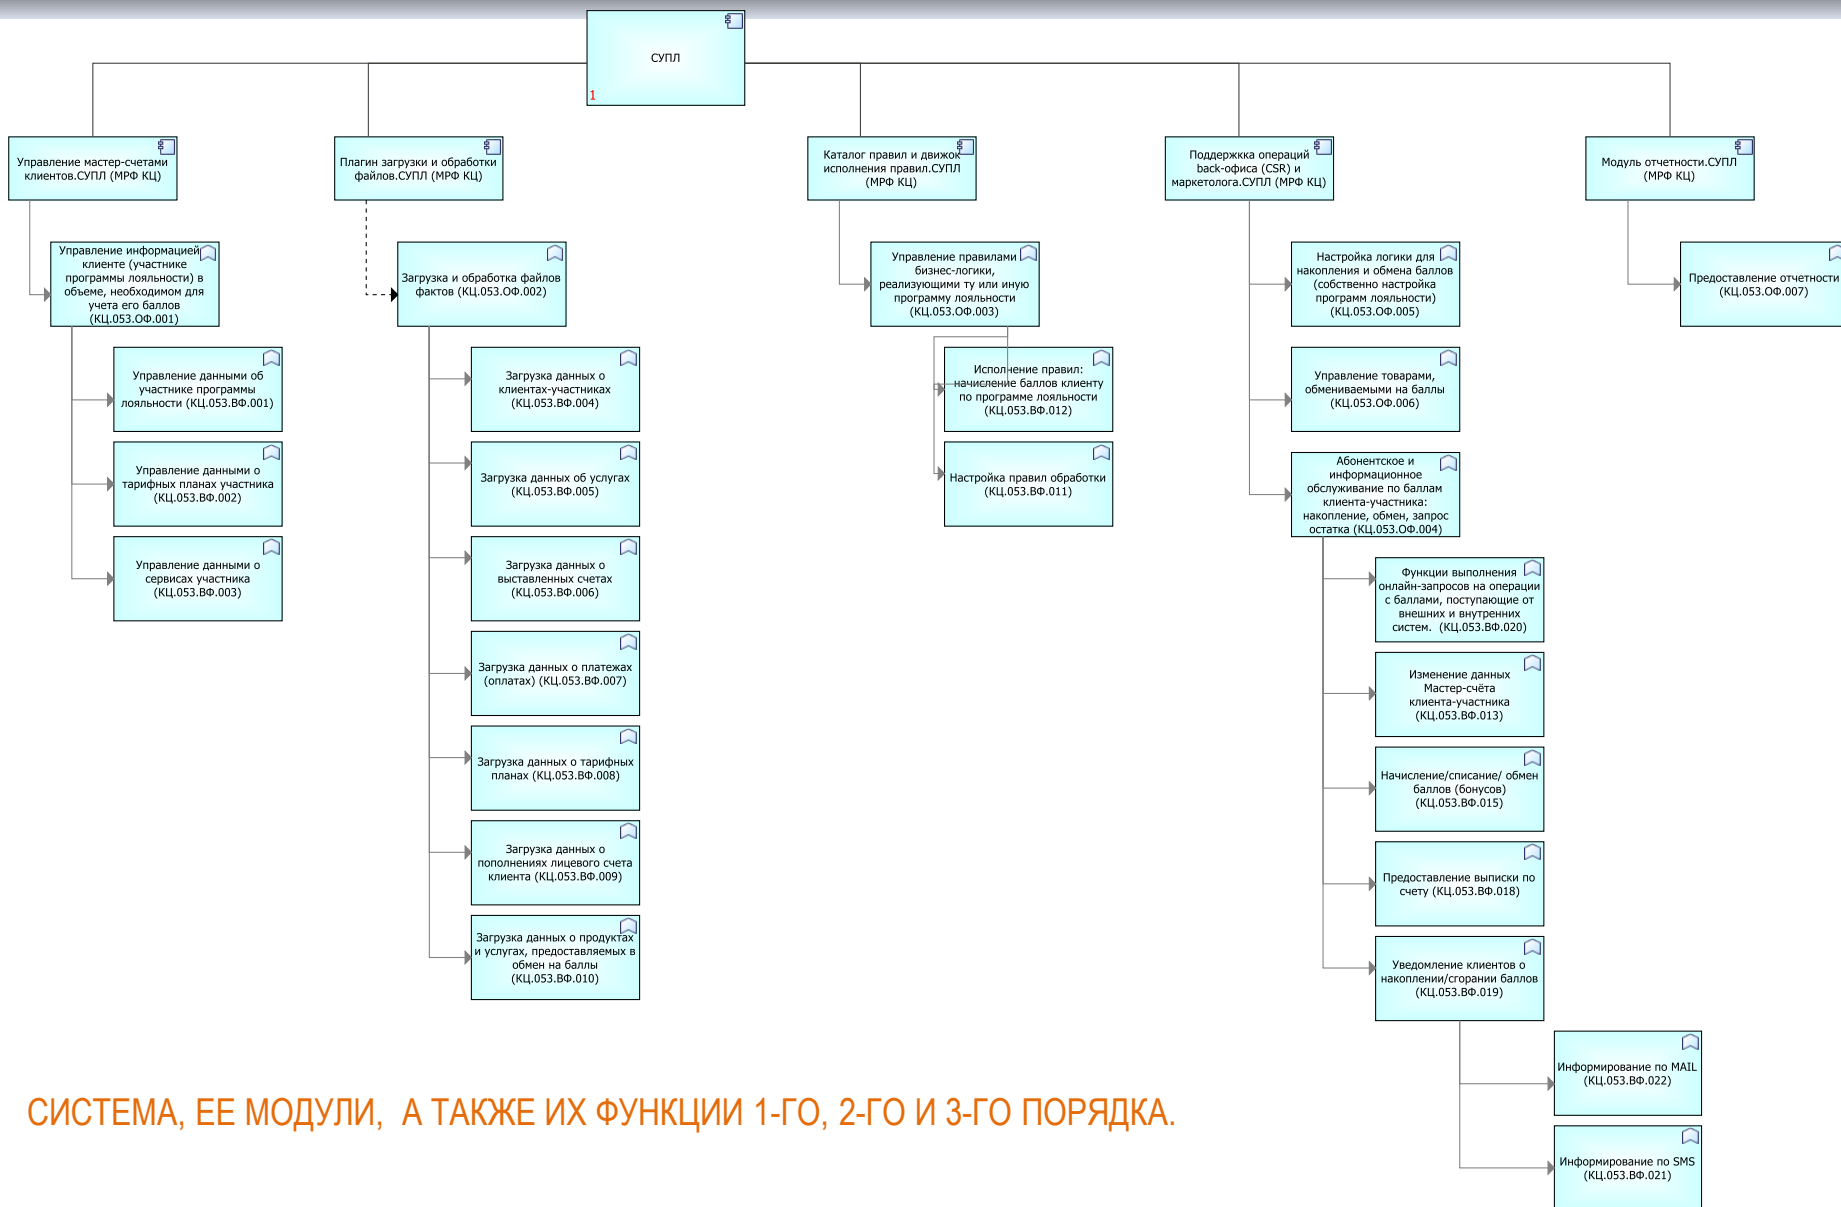 СУПЛ
1
Управление мастер-счетами
клиентов.СУПЛ (МРФ КЦ)
Плагин загрузки и обработки
файлов.СУПЛ (МРФ КЦ)
Каталог правил и движок
исполнения правил.СУПЛ
(МРФ КЦ)
Поддержкка операций
back-офиса (CSR) и
маркетолога.СУПЛ (МРФ КЦ)
Модуль отчетности.СУПЛ
(МРФ КЦ)
Управление информацией
клиенте (участнике
программы лояльности) в
объеме, необходимом для
учета его баллов
(КЦ.053.ОФ.001)
Управление данными об
участнике программы
лояльности (КЦ.053.ВФ.001)
Управление данными о
тарифных планах участника
(КЦ.053.ВФ.002)
Управление данными о
сервисах участника
(КЦ.053.ВФ.003)
Загрузка и обработка файлов
фактов (КЦ.053.ОФ.002)
Загрузка данных о
клиентах-участниках
(КЦ.053.ВФ.004)
Загрузка данных об услугах
(КЦ.053.ВФ.005)
Загрузка данных о
выставленных счетах
(КЦ.053.ВФ.006)
Загрузка данных о платежах
(оплатах) (КЦ.053.ВФ.007)
Загрузка данных о тарифных
планах (КЦ.053.ВФ.008)
Загрузка данных о
пополнениях лицевого счета
клиента (КЦ.053.ВФ.009)
Загрузка данных о продуктах
и услугах, предоставляемых в
обмен на баллы
(КЦ.053.ВФ.010)
Управление правилами
бизнес-логики,
реализующими ту или иную
программу лояльности
(КЦ.053.ОФ.003)
Исполнение правил:
начисление баллов клиенту
по программе лояльности
(КЦ.053.ВФ.012)
Настройка правил обработки
(КЦ.053.ВФ.011)
Настройка логики для
накопления и обмена баллов
(собственно настройка
программ лояльности)
(КЦ.053.ОФ.005)
Управление товарами,
обмениваемыми на баллы
(КЦ.053.ОФ.006)
Абонентское и
информационное
обслуживание по баллам
клиента-участника:
накопление, обмен, запрос
остатка (КЦ.053.ОФ.004)
Функции выполнения
онлайн-запросов на операции
с баллами, поступающие от
внешних и внутренних
систем.  (КЦ.053.ВФ.020)
Изменение данных
Мастер-счёта
клиента-участника
(КЦ.053.ВФ.013)
Начисление/списание/ обмен
баллов (бонусов)
(КЦ.053.ВФ.015)
Предоставление выписки по
счету (КЦ.053.ВФ.018)
Уведомление клиентов о
накоплении/сгорании баллов
(КЦ.053.ВФ.019)
Информирование по MAIL
(КЦ.053.ВФ.022)
Информирование по SMS
(КЦ.053.ВФ.021)
Предоставление отчетности
(КЦ.053.ОФ.007)
СИСТЕМА, ЕЕ МОДУЛИ,  А ТАКЖЕ ИХ ФУНКЦИИ 1-ГО, 2-ГО И 3-ГО ПОРЯДКА.